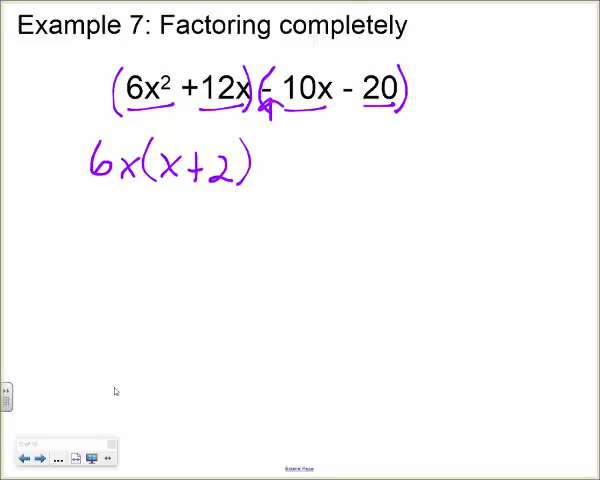 Example 7: Factoring completely
(6x² +12x) (- 10x - 20)
6x(x+2)